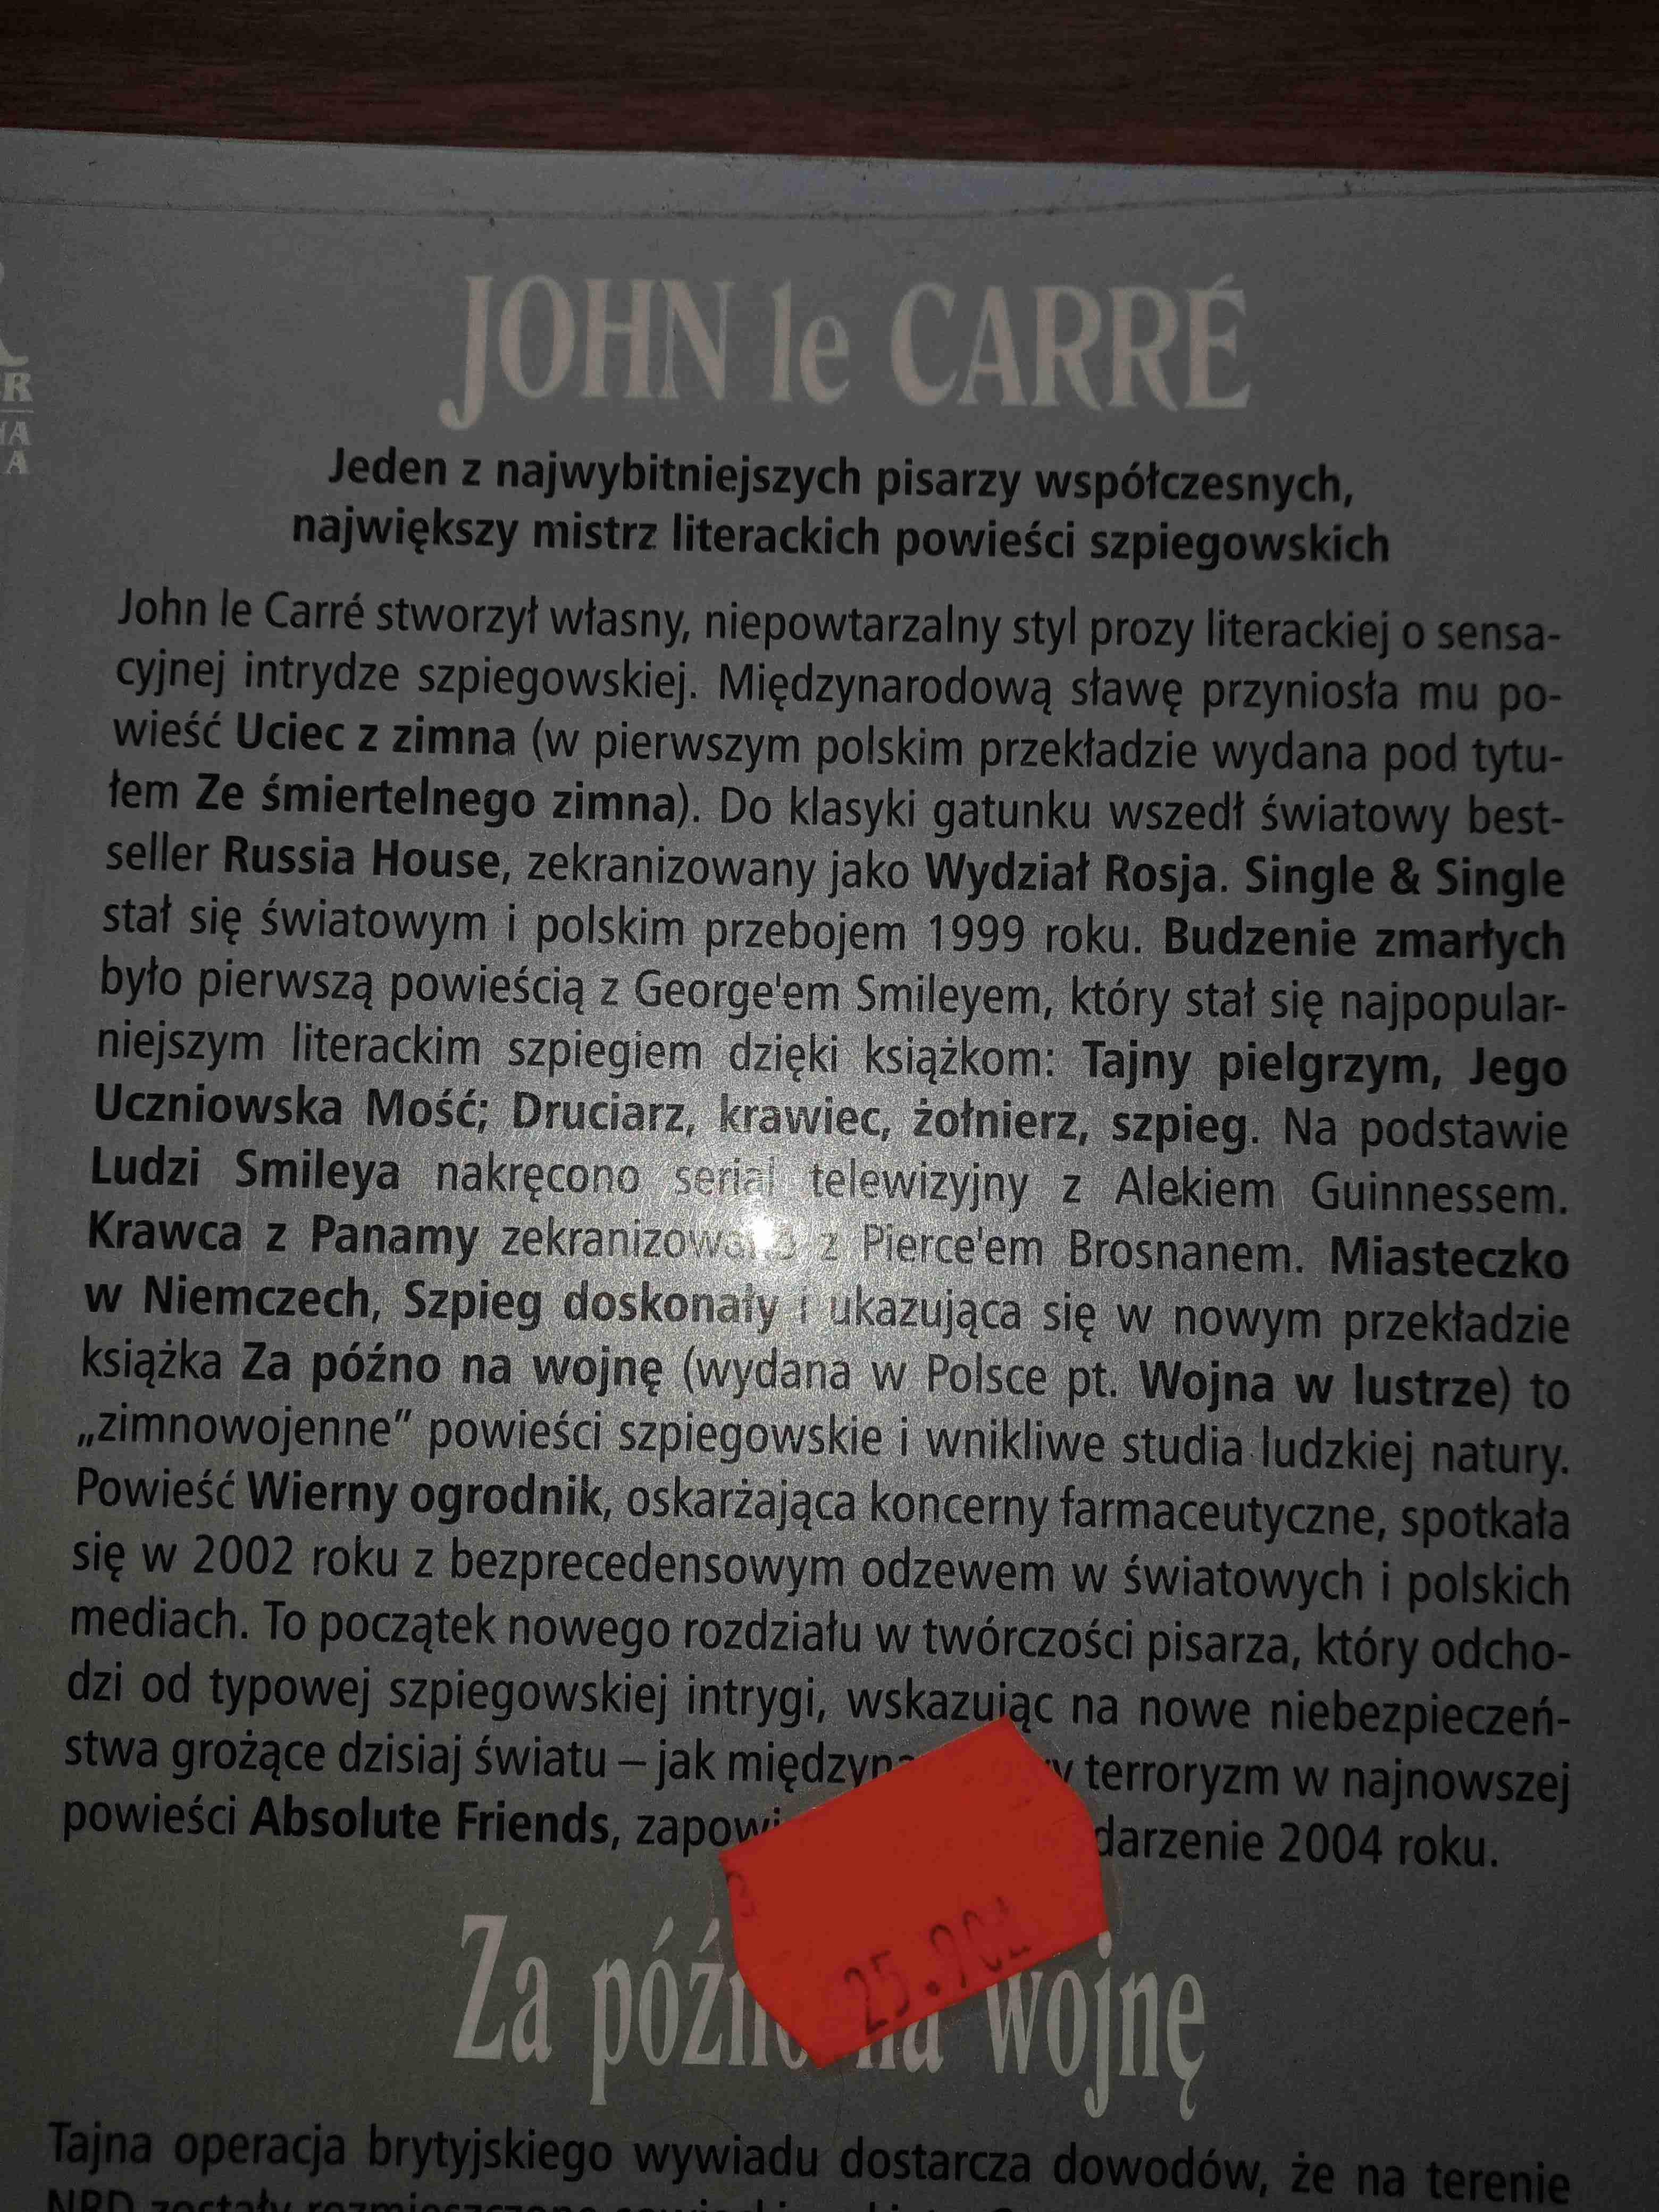 R
ER
NA
A
JOHN le CARRÉ
Jeden z najwybitniejszych pisarzy współczesnych,
największy mistrz literackich powieści szpiegowskich
John le Carré stworzył własny, niepowtarzalny styl prozy literackiej o sensa-
cyjnej intrydze szpiegowskiej. Międzynarodową sławę przyniosła mu po-
wieść Uciec z zimna (w pierwszym polskim przekładzie wydana pod tytu-
łem Ze śmiertelnego zimna). Do klasyki gatunku wszedł światowy best-
seller Russia House, zekranizowany jako Wydział Rosja. Single & Single
stał się światowym i polskim przebojem 1999 roku. Budzenie zmarłych
było pierwszą powieścią z George'em Smileyem, który stał się najpopular-
niejszym literackim szpiegiem dzięki książkom: Tajny pielgrzym, Jego
Uczniowska Mość; Druciarz, krawiec, żołnierz, szpieg. Na podstawie
Ludzi Smileya nakręcono serial telewizyjny z Alekiem Guinnessem.
Krawca z Panamy zekranizowano z Pierce'em Brosnanem. Miasteczko
w Niemczech, Szpieg doskonały i ukazująca się w nowym przekładzie
książka Za późno na wojnę (wydana w Polsce pt. Wojna w lustrze) to
„zimnowojenne" powieści szpiegowskie i wnikliwe studia ludzkiej natury.
Powieść Wierny ogrodnik, oskarżająca koncerny farmaceutyczne, spotkała
się w 2002 roku z bezprecedensowym odzewem w światowych i polskich
mediach. To początek nowego rozdziału w twórczości pisarza, który odcho-
dzi od typowej szpiegowskiej intrygi, wskazując na nowe niebezpieczeń-
stwa grożące dzisiaj światu – jak terroryzm w najnowszej
powieści Absolute Friends, darzenie 2004 roku.
Za późno na wojnę
Tajna operacja brytyjskiego wywiadu dostarcza dowodów, że na terenie
NRD zostały